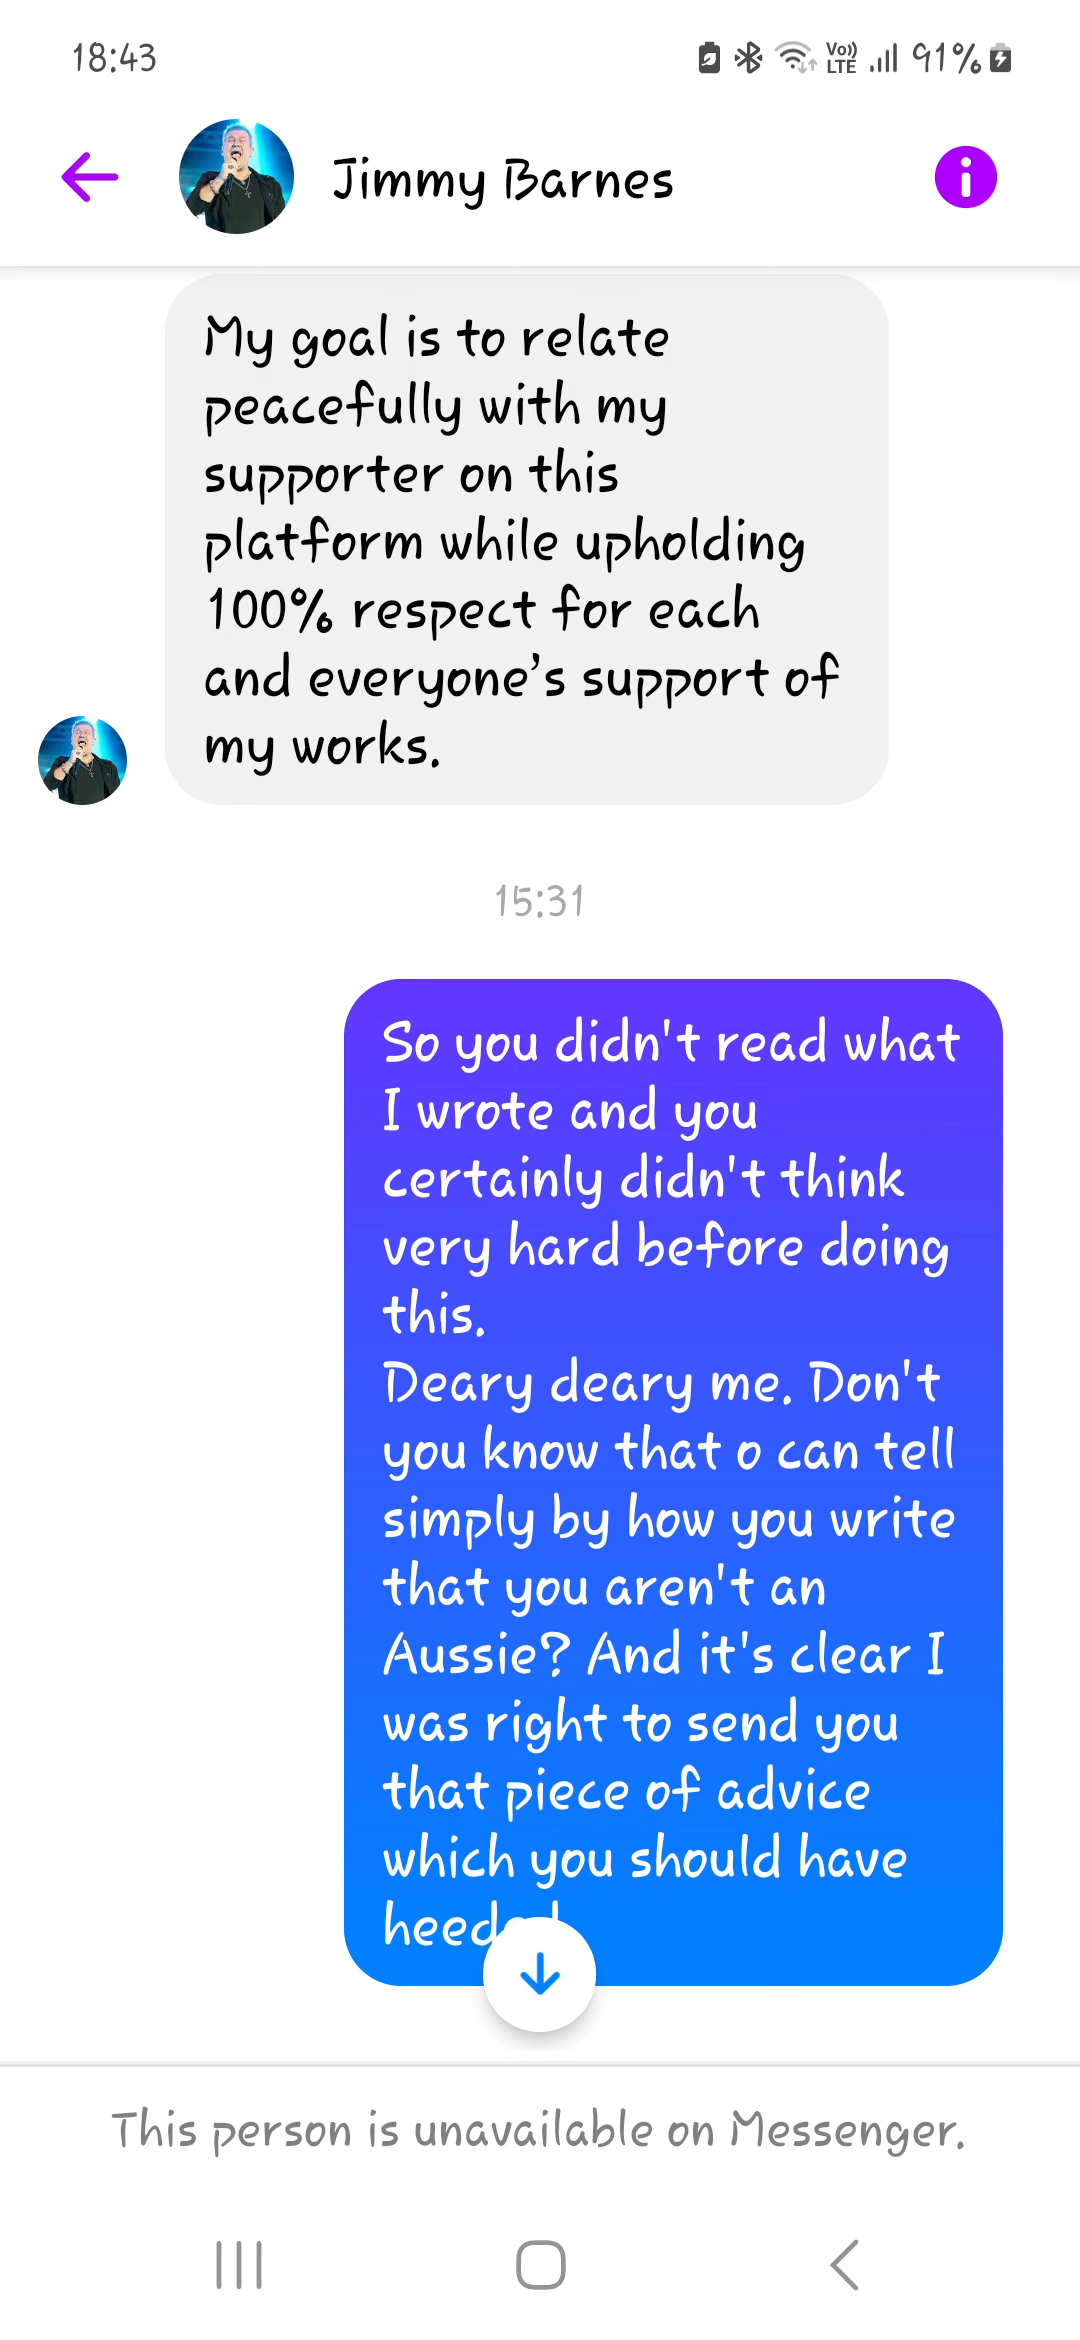 18:43 Vo)) LTE 91%
Jimmy Barnes
My goal is to relate
peacefully with my
supporter on this
platform while upholding
100% respect for each
and everyone's support of
my works.
15:31
So you didn't read what
I wrote and you
certainly didn't think
very hard before doing
this.
Deary deary me. Don't
you know that o can tell
simply by how you write
that you aren't an
Aussie? And it's clear I
was right to send you
that piece of advice
which you should have
This person is unavailable on Messenger.